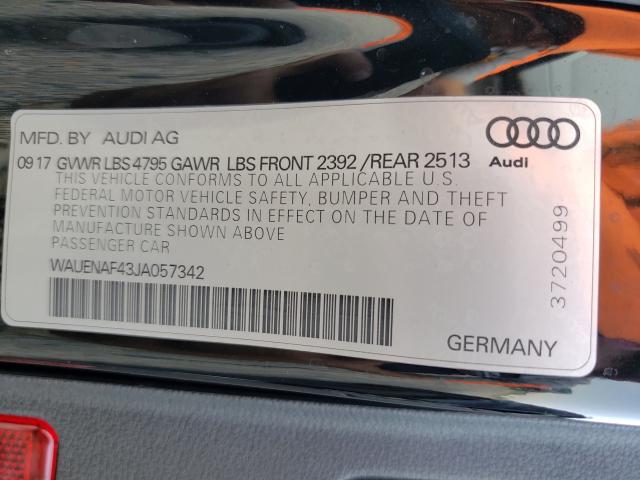 MFD. BY AUDI AG
09 17 GVWR LBS 4795 GAWR LBS FRONT 2392 /REAR 2513
Audi
THIS VEHICLE CONFORMS TO ALL APPLICABLE U.S.
FEDERAL MOTOR VEHICLE SAFETY, BUMPER AND THEFT
PREVENTION STANDARDS IN EFFECT ON THE DATE OF
MANUFACTURE SHOWN ABOVE
PASSENGER CAR
WAUENAF43JA057342
3720499
GERMANY